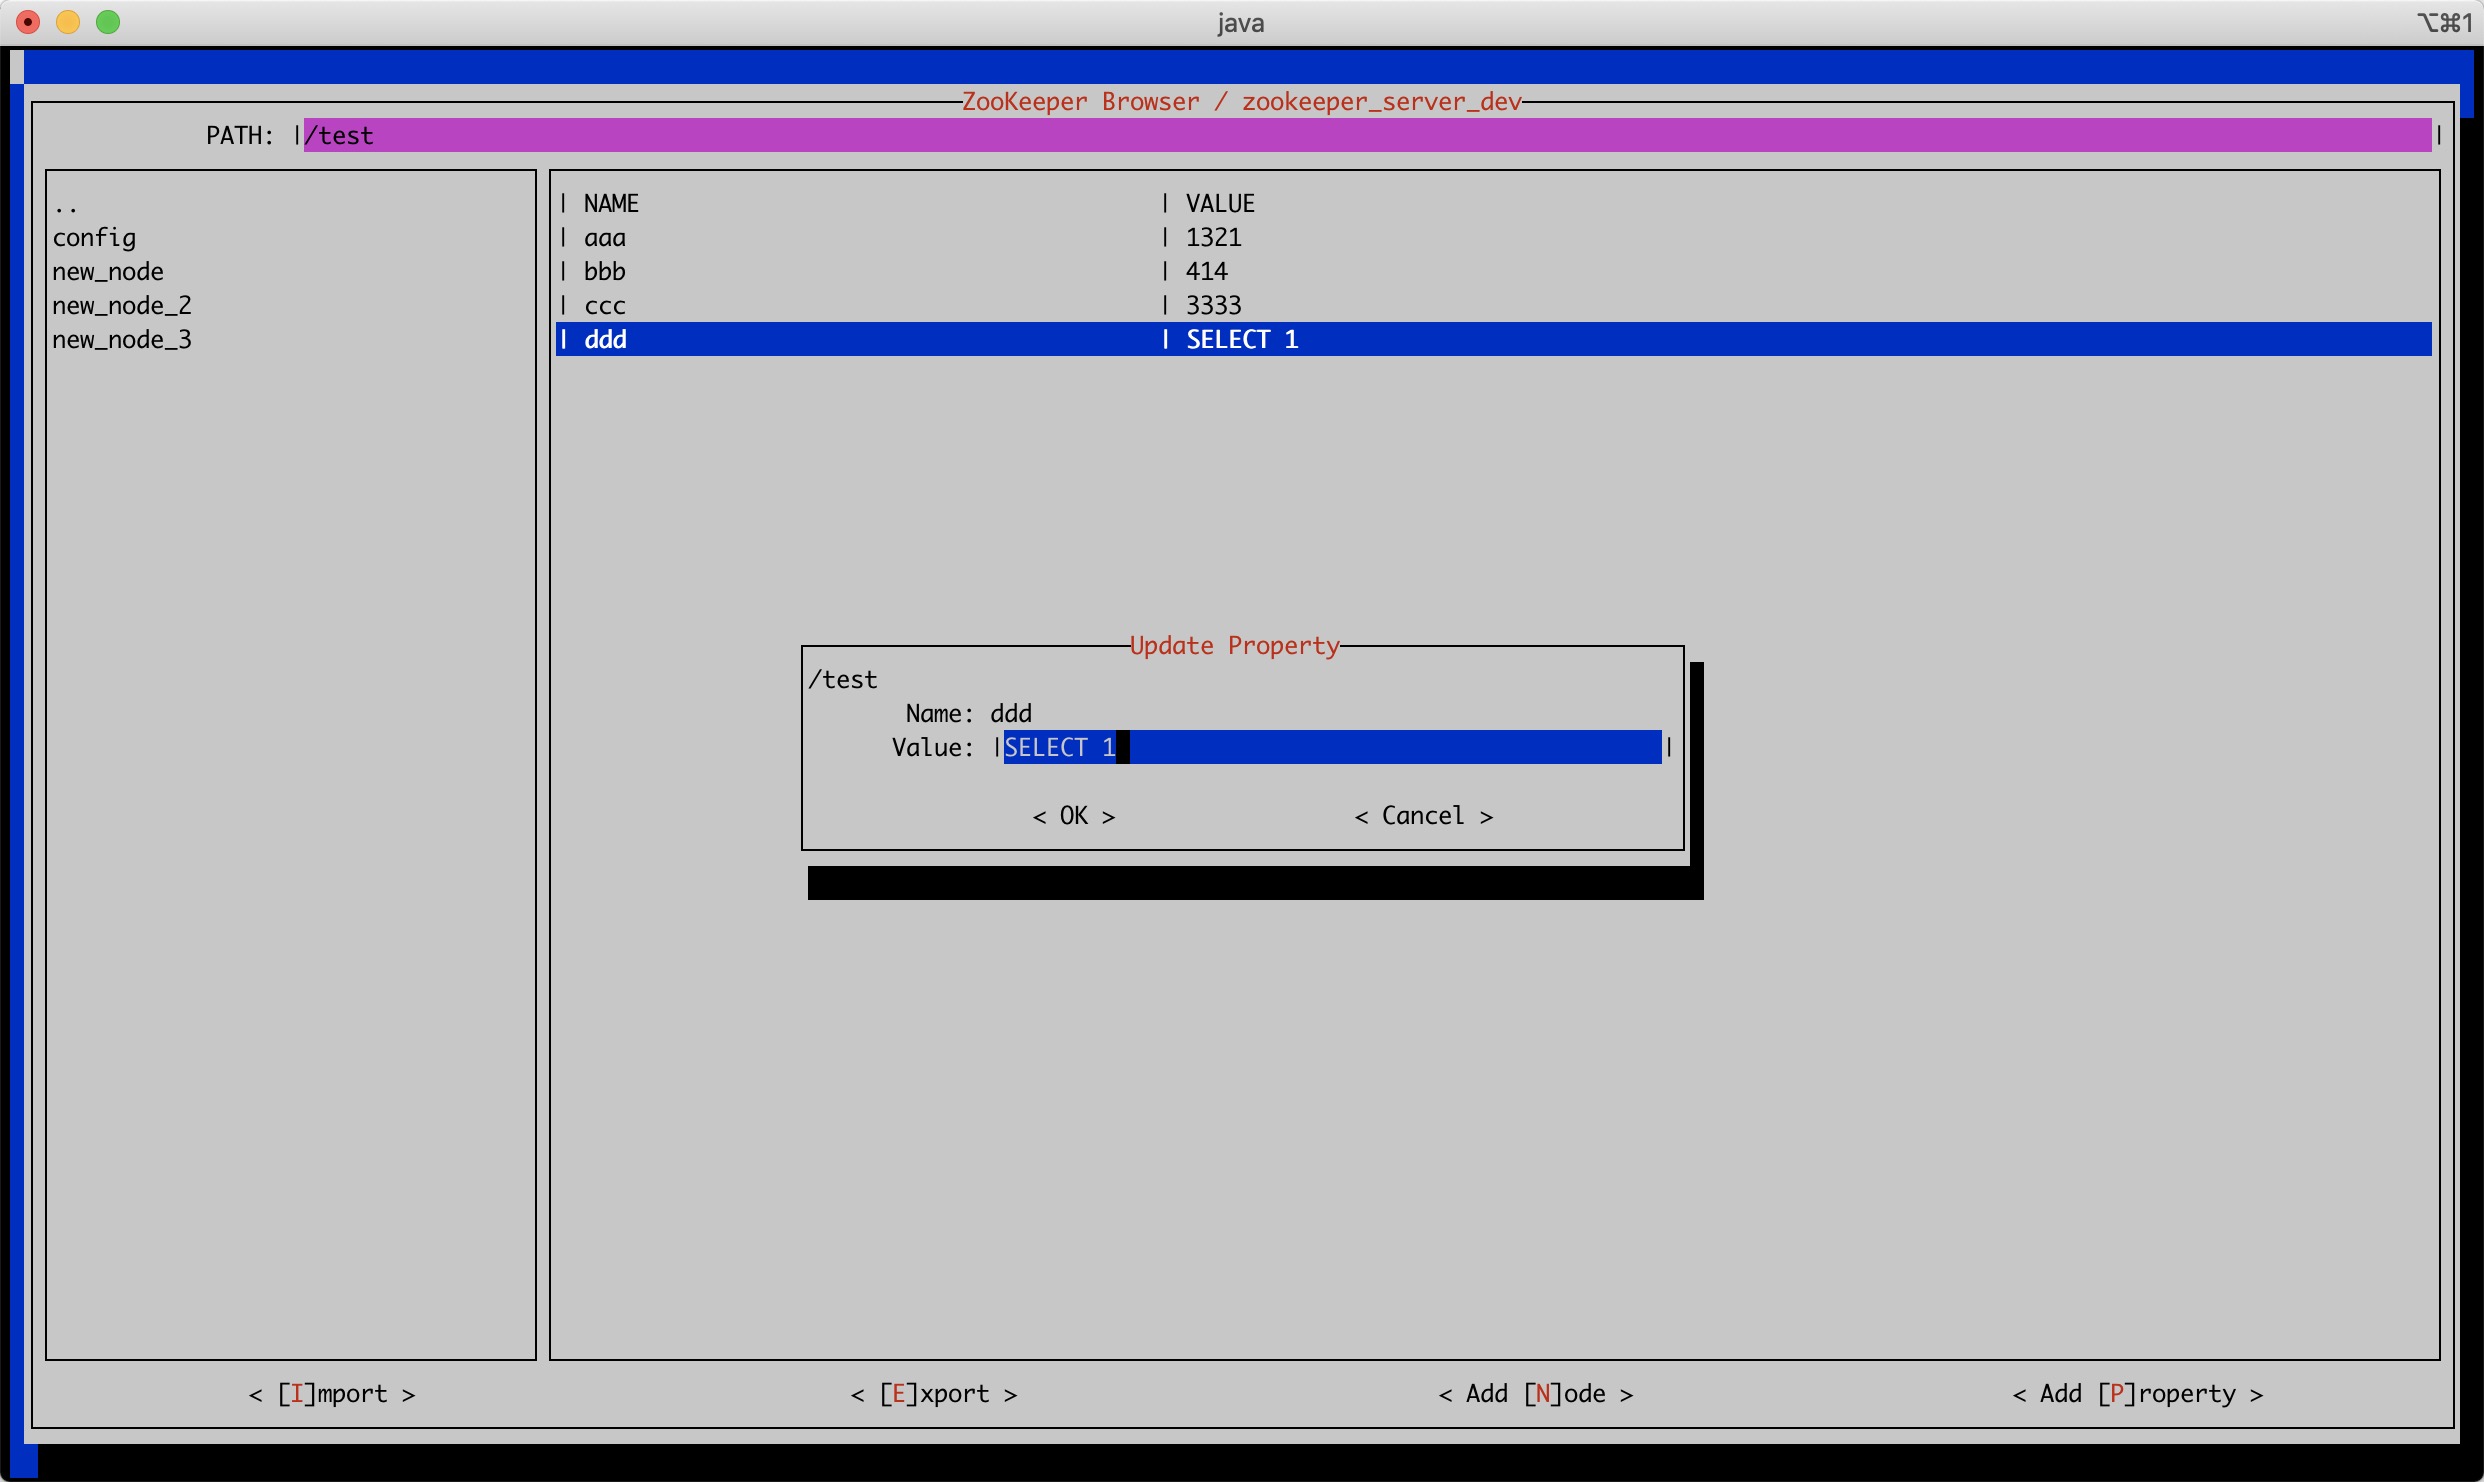 java ⌥⌘1
ZooKeeper Browser / zookeeper_server_dev
PATH: |/test |
..
config
new_node
new_node_2
new_node_3
| NAME | VALUE
| aaa | 1321
| bbb | 414
| ccc | 3333
| ddd | SELECT 1
Update Property
/test
Name: ddd
Value: |SELECT 1 |
< OK > < Cancel >
< [I]mport > < [E]xport > < Add [N]ode > < Add [P]roperty >